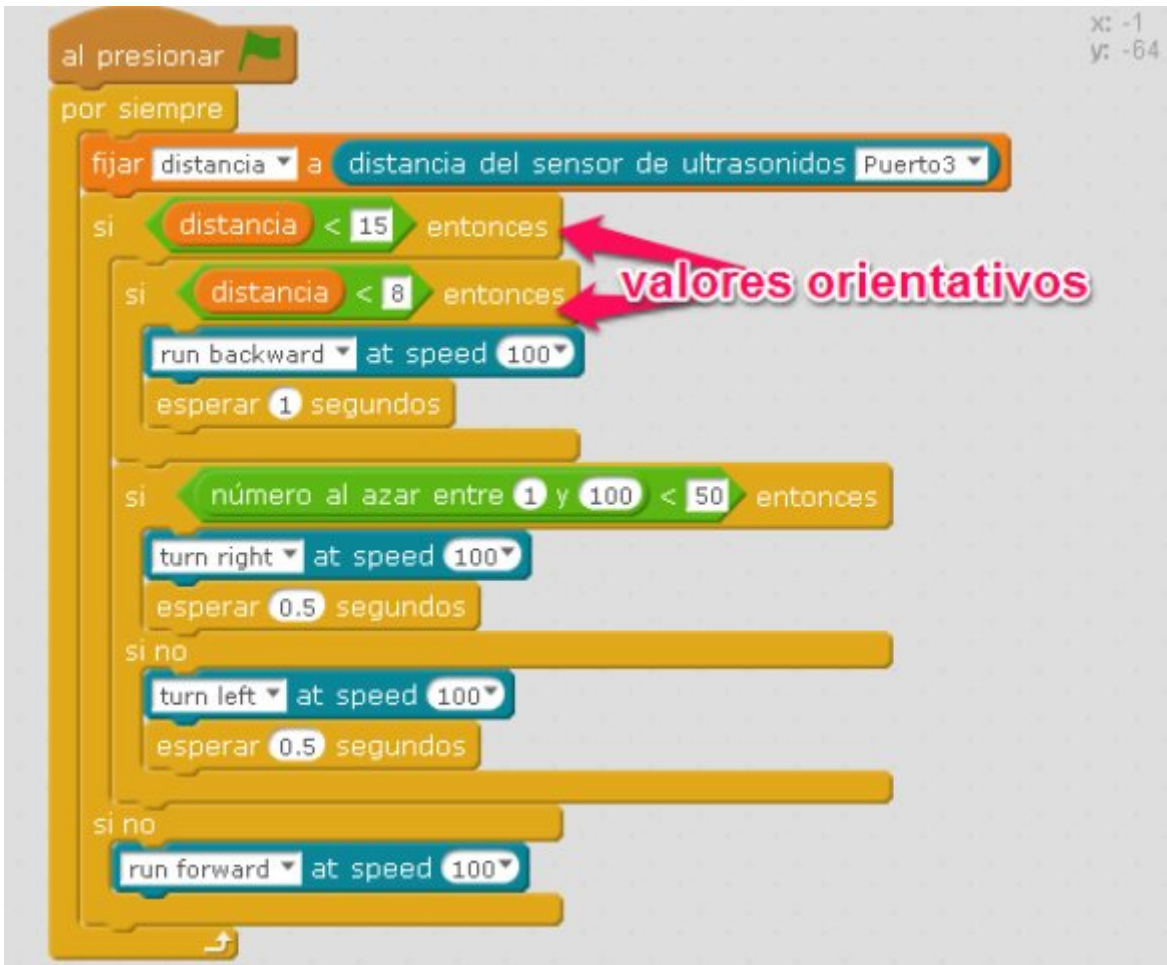 x: -1
y: -64
al presionar
por siempre
fijar distancia a distancia del sensor de ultrasonidos Puerto3
si distancia < 15 entonces
valores orientativos
si distancia < 8 entonces
run backward at speed 100
esperar 1 segundos
si número al azar entre 1 y 100 < 50 entonces
turn right at speed 100
esperar 0.5 segundos
si no
turn left at speed 100
esperar 0.5 segundos
si no
run forward at speed 100